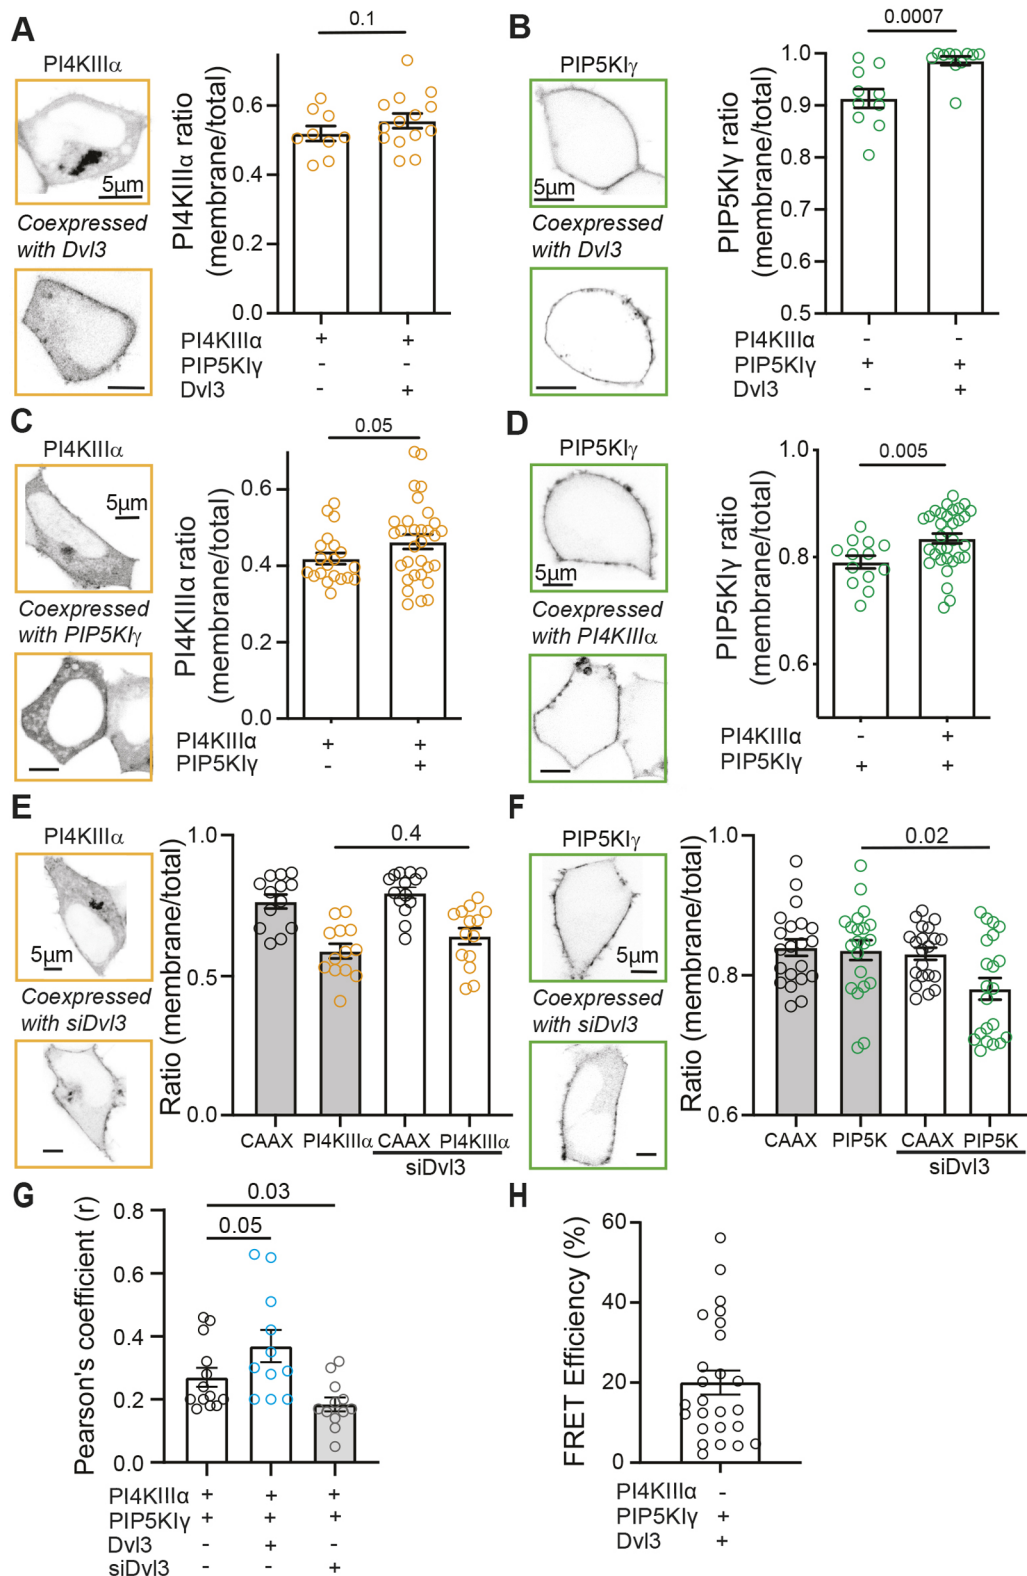 A
PI4KIIIα
5µm
Coexpressed
with Dvl3
0.1
PI4KIIIα ratio
(membrane/total)
0.6
0.4
0.2
0.0
PI4KIIIα + +
PIP5KIγ - -
Dvl3 - +
B
PIP5KIγ
5µm
Coexpressed
with Dvl3
0.0007
PIP5KIγ ratio
(membrane/total)
1.0
0.9
0.8
0.7
0.6
0.5
PI4KIIIα - -
PIP5KIγ + +
Dvl3 - +
C
PI4KIIIα
5µm
Coexpressed
with PIP5KIγ
0.05
PI4KIIIα ratio
(membrane/total)
0.6
0.4
0.2
0.0
PI4KIIIα + +
PIP5KIγ - +
D
PIP5KIγ
5µm
Coexpressed
with PI4KIIIα
0.005
PIP5KIγ ratio
(membrane/total)
1.0
0.8
0.6
PI4KIIIα - +
PIP5KIγ + +
E
PI4KIIIα
5µm
Coexpressed
with siDvl3
0.4
Ratio (membrane/total)
1.0
0.5
0.0
CAAX PI4KIIIα CAAX PI4KIIIα
siDvl3
F
PIP5KIγ
5µm
Coexpressed
with siDvl3
0.02
Ratio (membrane/total)
1.0
0.8
0.6
CAAX PIP5K CAAX PIP5K
siDvl3
G
0.03
0.05
Pearson's coefficient (r)
0.8
0.6
0.4
0.2
0.0
PI4KIIIα + + +
PIP5KIγ + + +
Dvl3 - + -
siDvl3 - - +
H
FRET Efficiency (%)
60
40
20
0
PI4KIIIα -
PIP5KIγ +
Dvl3 +